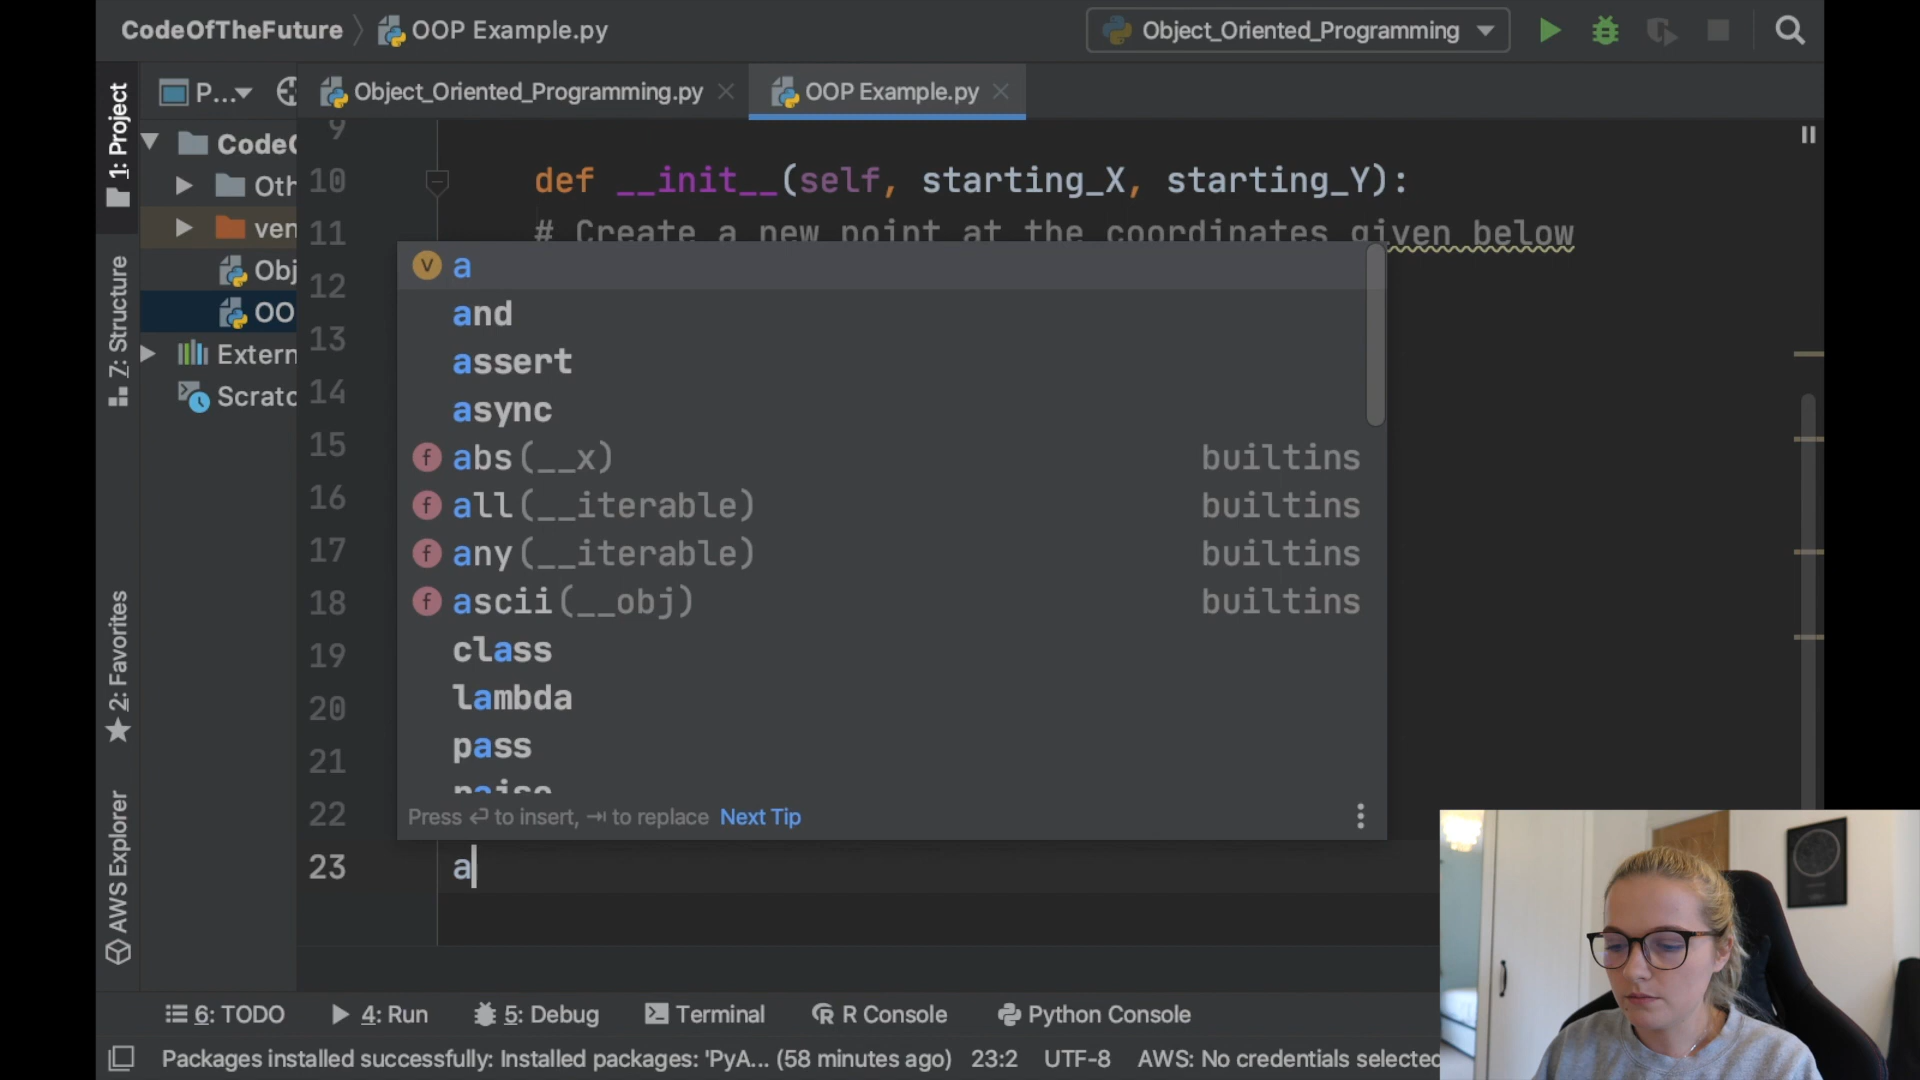 CodeOfTheFuture OOP Example.py Object_Oriented_Programming
P... Object_Oriented_Programming.py OOP Example.py
1: Project
Z: Structure
2: Favorites
AWS Explorer
Code
Oth
ven
Obj
OO
Extern
Scratc
9
10 def __init__(self, starting_X, starting_Y):
11 # Create a new point at the coordinates given below
12
13
14
15
16
17
18
19
20
21
22
23 a
v a
and
assert
async
f abs(__x) builtins
f all(__iterable) builtins
f any(__iterable) builtins
f ascii(__obj) builtins
class
lambda
pass
Press ⏎ to insert, ⇥ to replace Next Tip
6: TODO 4: Run 5: Debug Terminal R Console Python Console
Packages installed successfully: Installed packages: 'PyA... (58 minutes ago) 23:2 UTF-8 AWS: No credentials selected